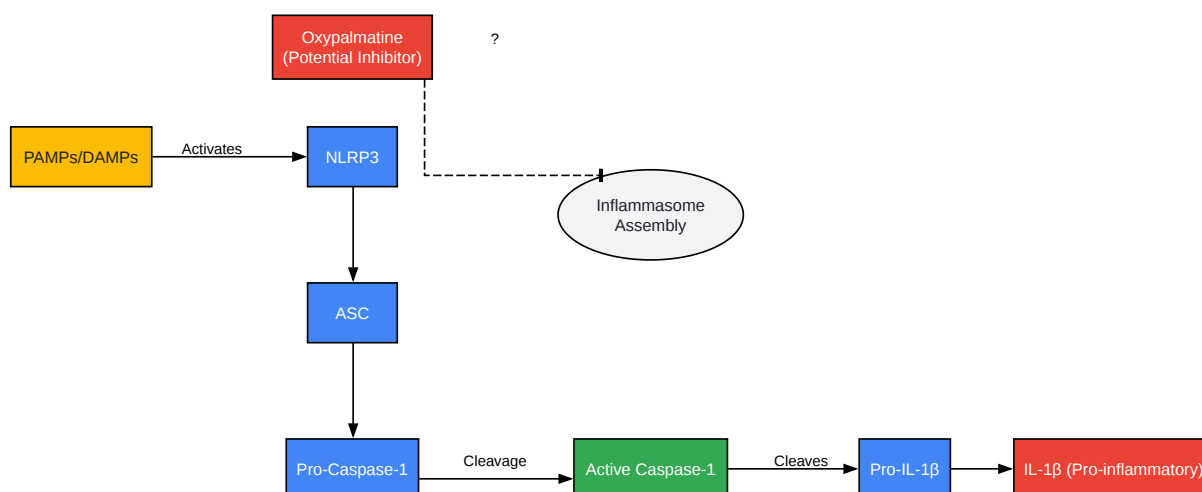 Oxypalmatine
(Potential Inhibitor)
?
PAMPs/DAMPs
Activates
NLRP3
Inflammasome
Assembly
ASC
Pro-Caspase-1
Cleavage
Active Caspase-1
Cleaves
Pro-IL-1β
IL-1β (Pro-inflammatory)